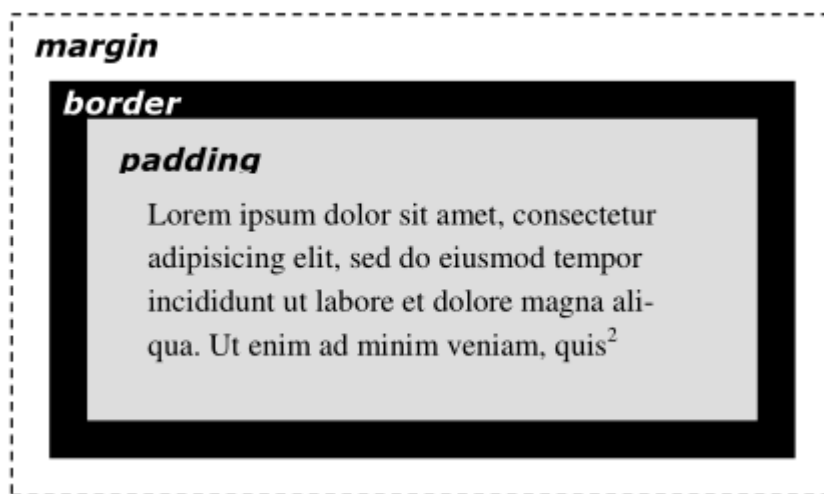 margin
border
padding
Lorem ipsum dolor sit amet, consectetur
adipisicing elit, sed do eiusmod tempor
incididunt ut labore et dolore magna ali-
qua. Ut enim ad minim veniam, quis²